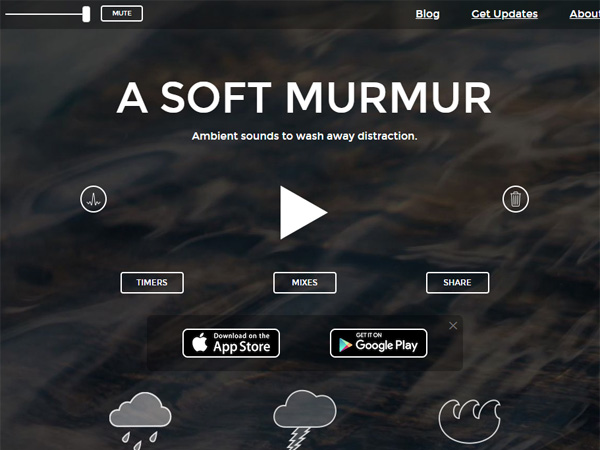 MUTE
Blog
Get Updates
About
A SOFT MURMUR
Ambient sounds to wash away distraction.
TIMERS
MIXES
SHARE
Download on the
App Store
GET IT ON
Google Play